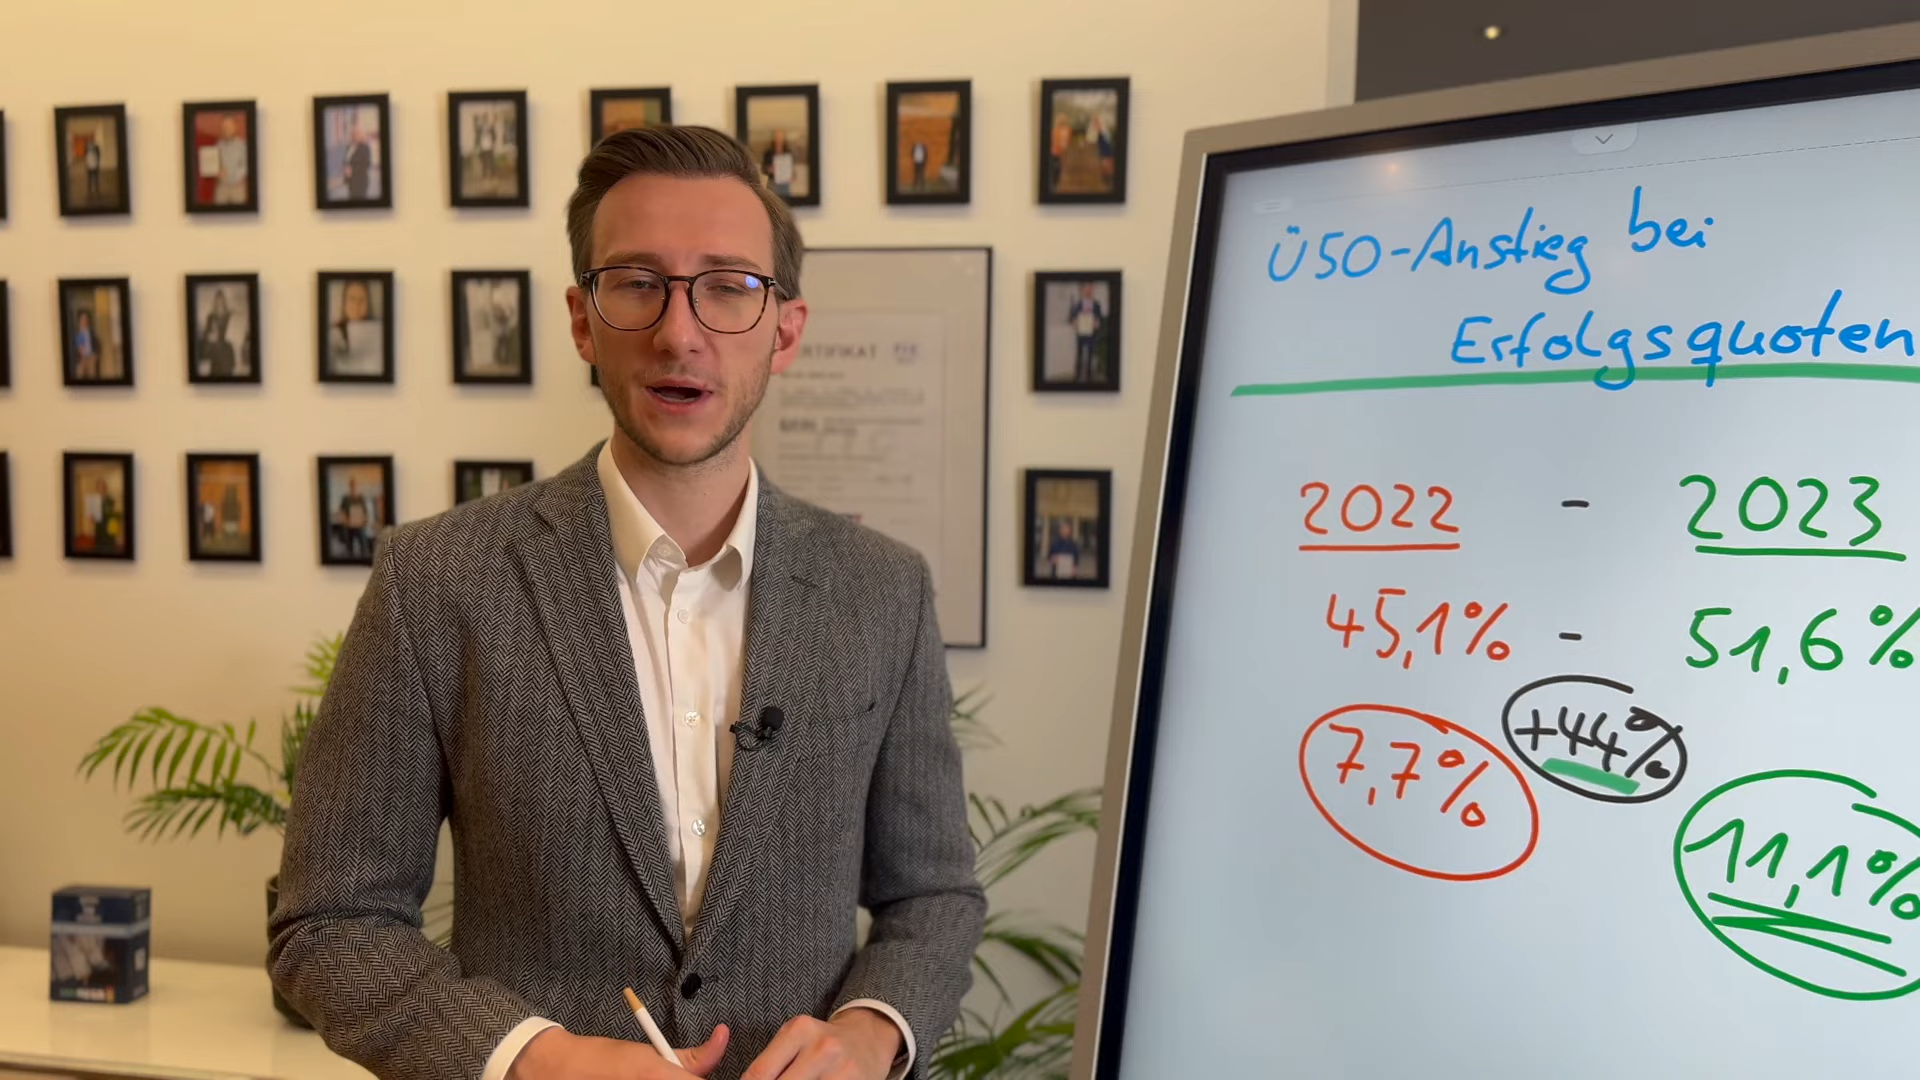 Ü50-Anstieg bei
Erfolgsquoten
2022 - 2023
45,1% - 51,6%
+44%
7,7%
11,1%